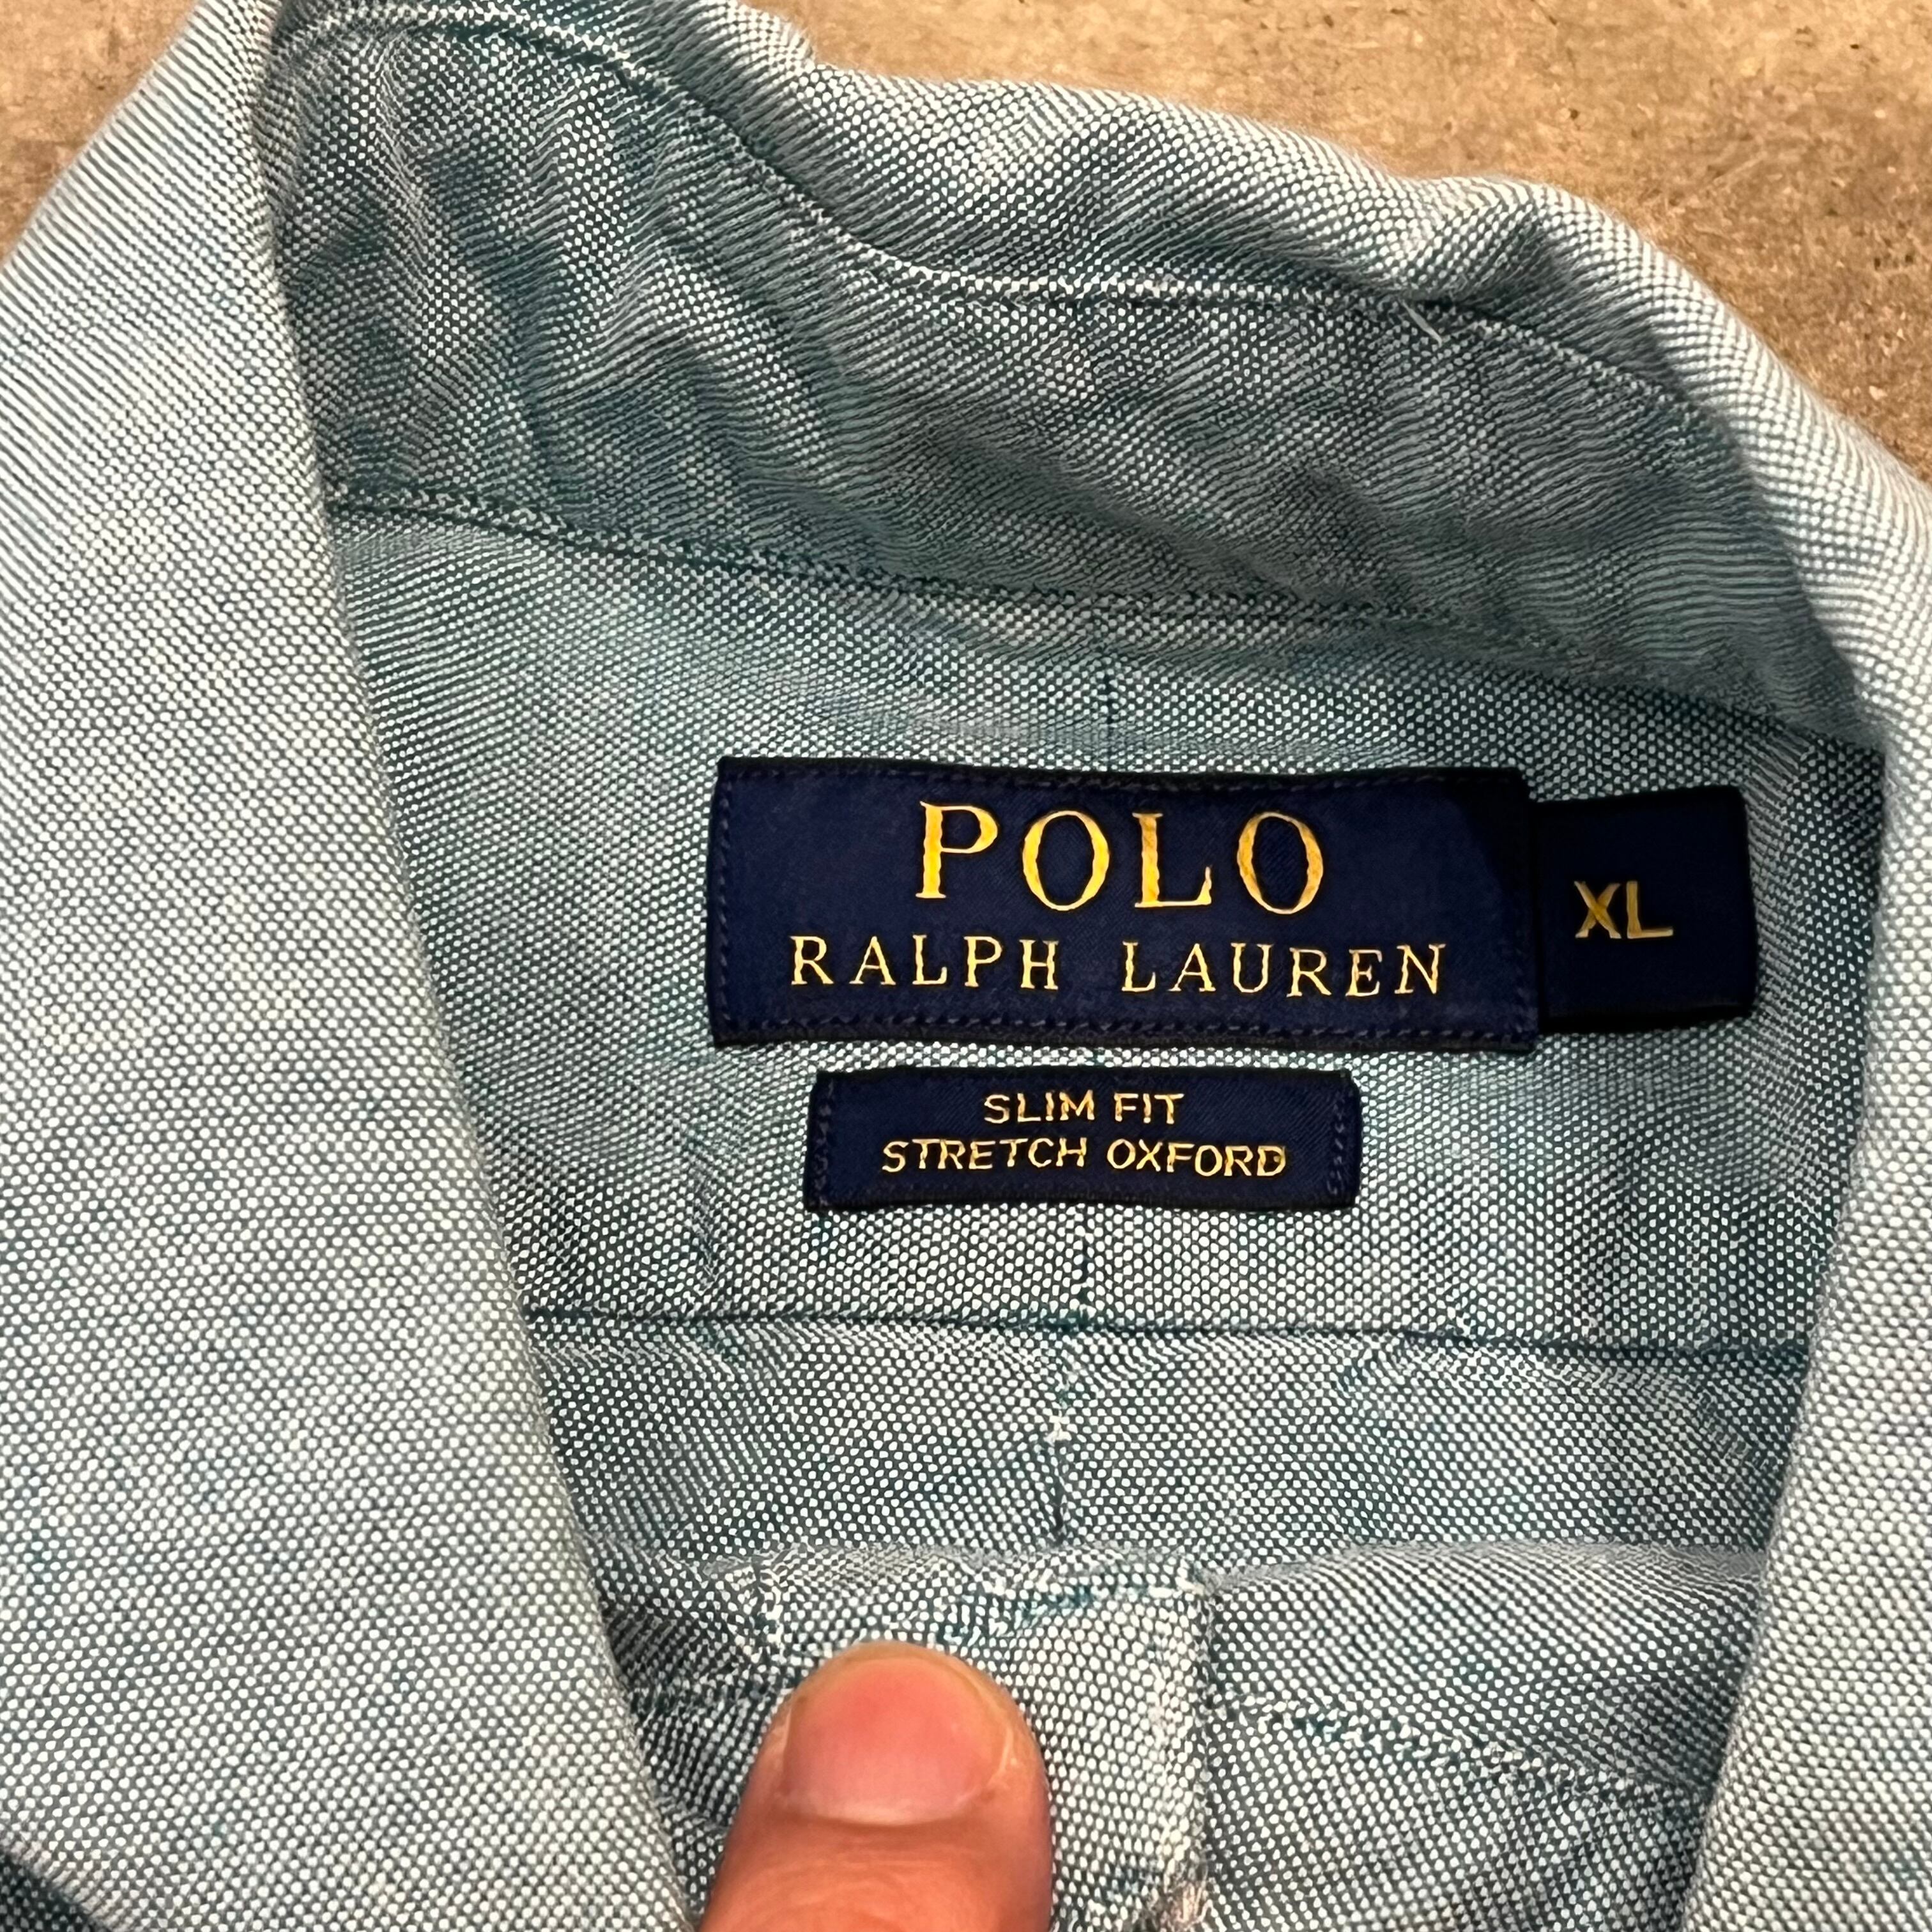 POLO
RALPH LAUREN
XL
SLIM FIT
STRETCH OXFORD